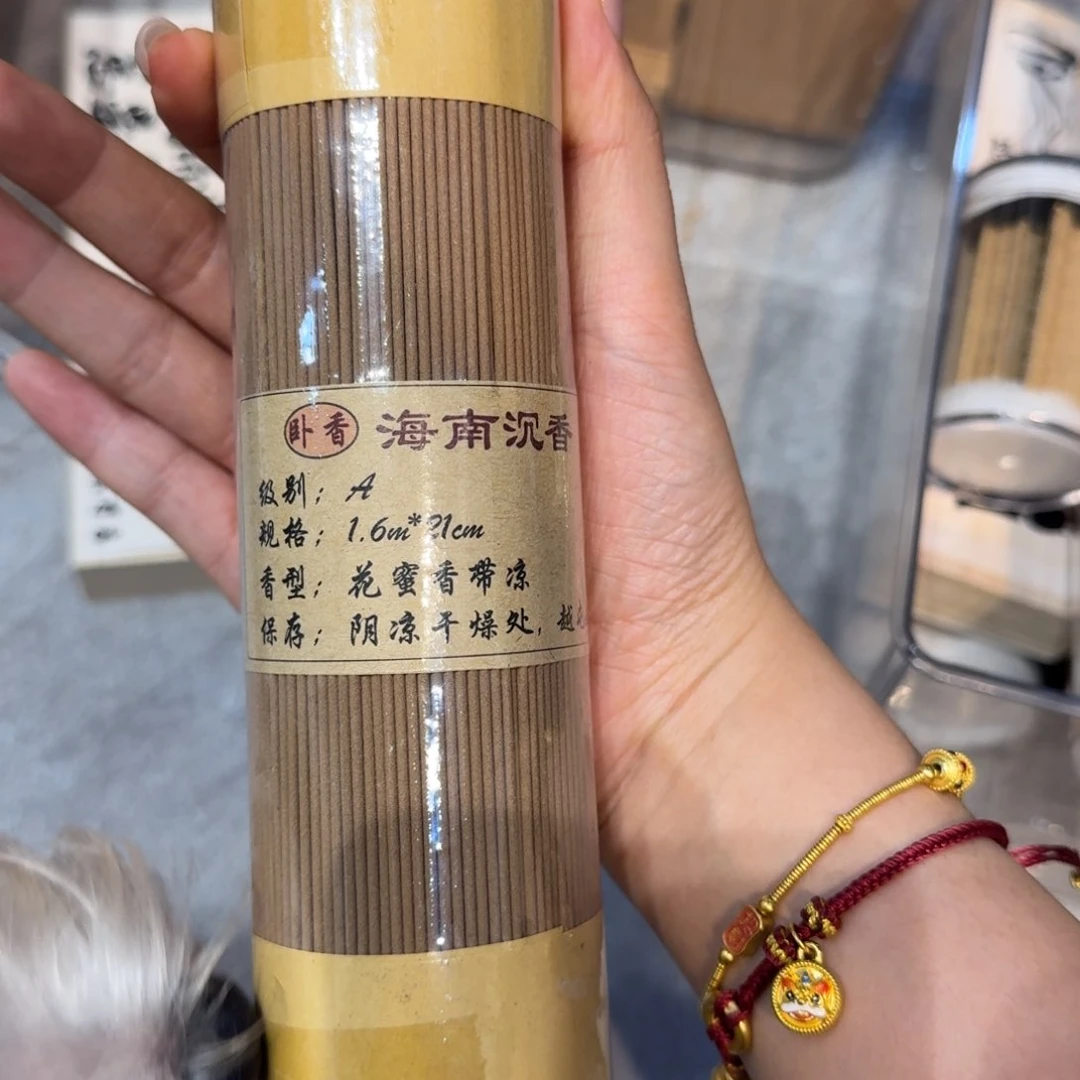 卧香 海南沉香
级别；A
规格；1.6m*21cm
香型；花蜜香带凉
保存；阴凉干燥处，越